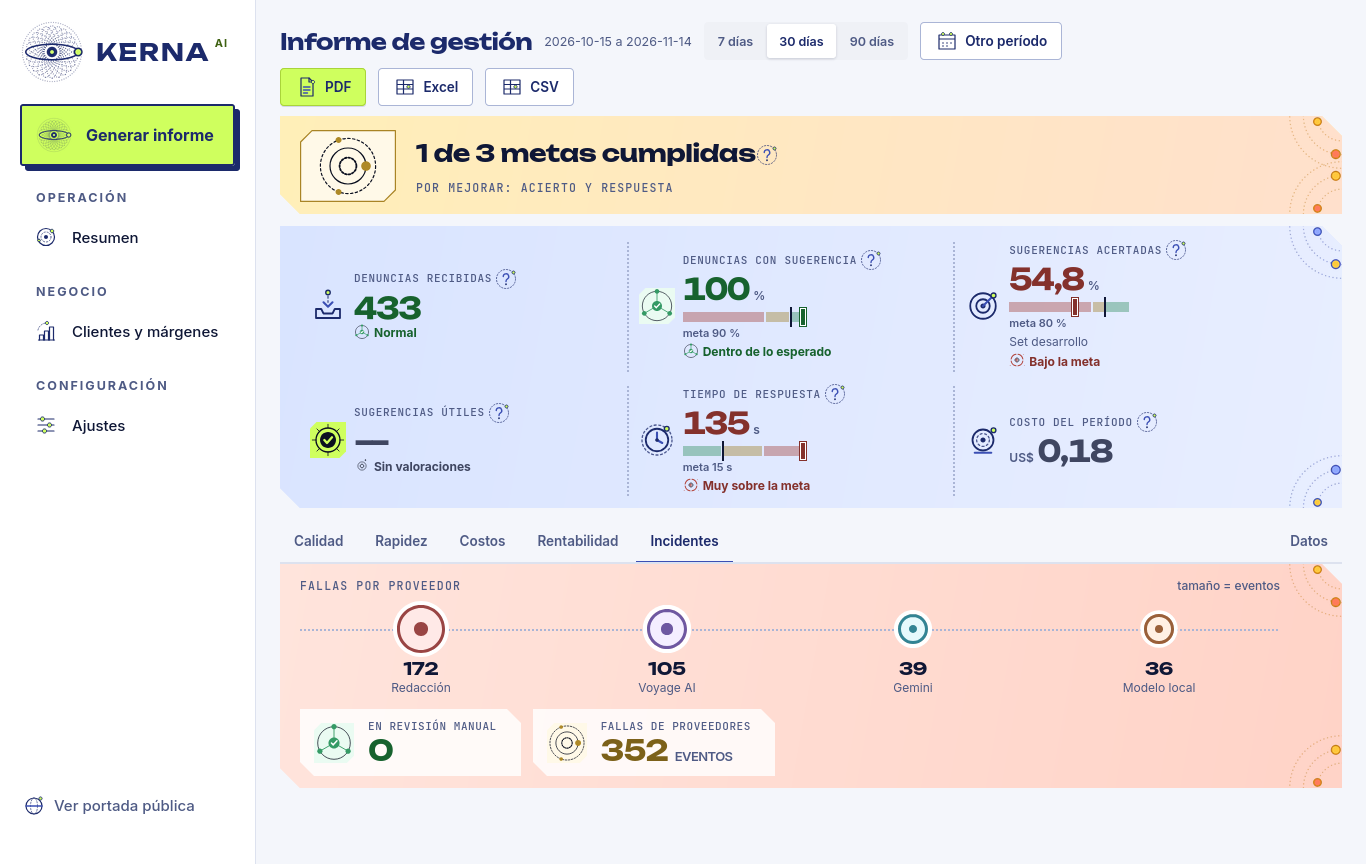 KERNA AI
Generar informe
OPERACIÓN
Resumen
NEGOCIO
Clientes y márgenes
CONFIGURACIÓN
Ajustes
Ver portada pública
Informe de gestión 2026-10-15 a 2026-11-14 7 días 30 días 90 días Otro período
PDF Excel CSV
1 de 3 metas cumplidas ?
POR MEJORAR: ACIERTO Y RESPUESTA
DENUNCIAS RECIBIDAS ?
433
Normal
DENUNCIAS CON SUGERENCIA ?
100 %
meta 90 %
Dentro de lo esperado
SUGERENCIAS ACERTADAS ?
54,8 %
meta 80 %
Set desarrollo
Bajo la meta
SUGERENCIAS ÚTILES ?
—
Sin valoraciones
TIEMPO DE RESPUESTA ?
135 s
meta 15 s
Muy sobre la meta
COSTO DEL PERÍODO ?
US$ 0,18
Calidad Rapidez Costos Rentabilidad Incidentes Datos
FALLAS POR PROVEEDOR tamaño = eventos
172 105 39 36
Redacción Voyage AI Gemini Modelo local
EN REVISIÓN MANUAL
0
FALLAS DE PROVEEDORES
352 EVENTOS